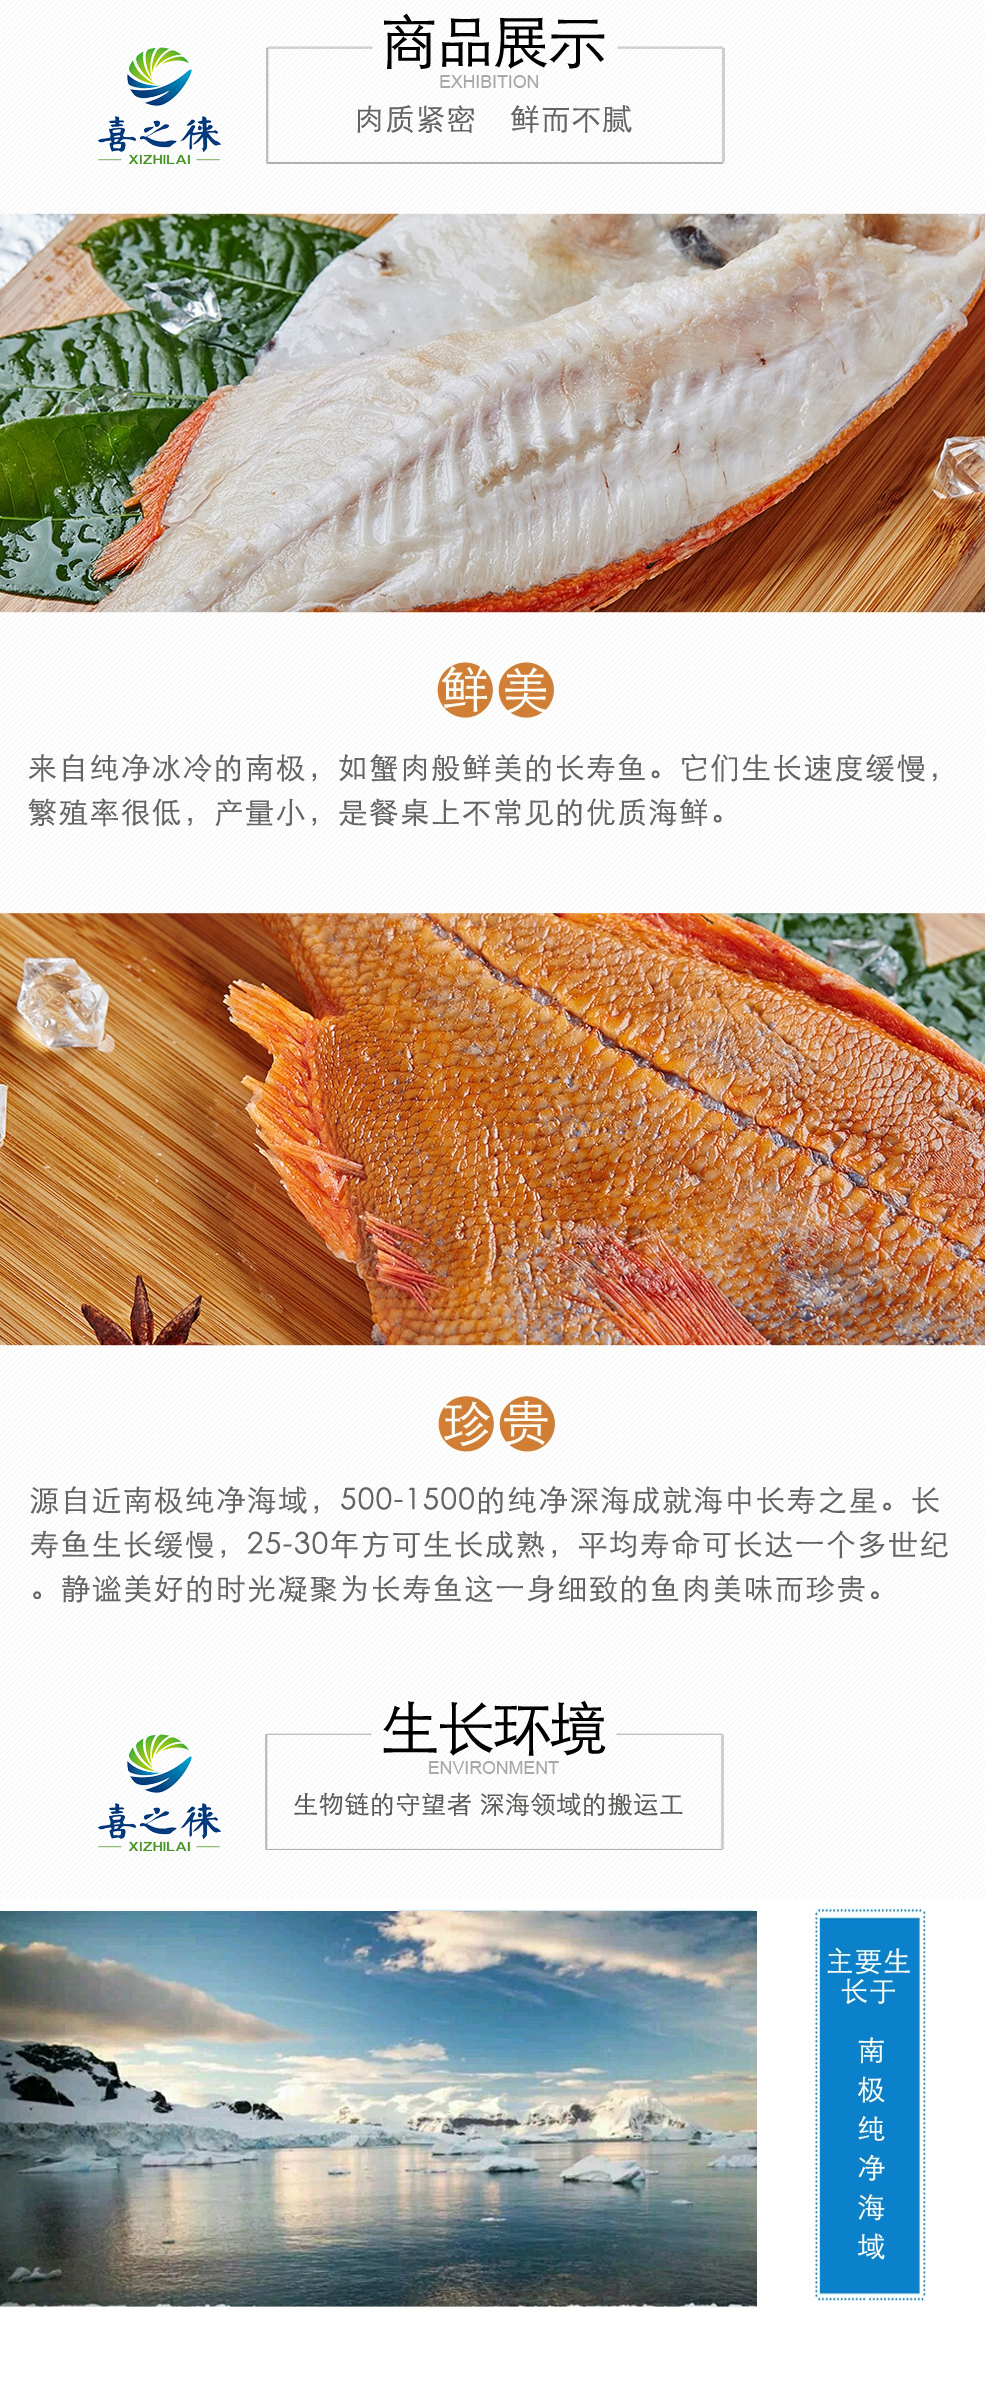 商品展示
EXHIBITION
肉质紧密 鲜而不腻
喜之徕
XIZHILAI
鲜美
来自纯净冰冷的南极，如蟹肉般鲜美的长寿鱼。它们生长速度缓慢，
繁殖率很低，产量小，是餐桌上不常见的优质海鲜。
珍贵
源自近南极纯净海域，500-1500的纯净深海成就海中长寿之星。长
寿鱼生长缓慢，25-30年方可生长成熟，平均寿命可长达一个多世纪
。静谧美好的时光凝聚为长寿鱼这一身细致的鱼肉美味而珍贵。
生长环境
ENVIRONMENT
生物链的守望者 深海领域的搬运工
喜之徕
XIZHILAI
主要生
长于
南
极
纯
净
海
域